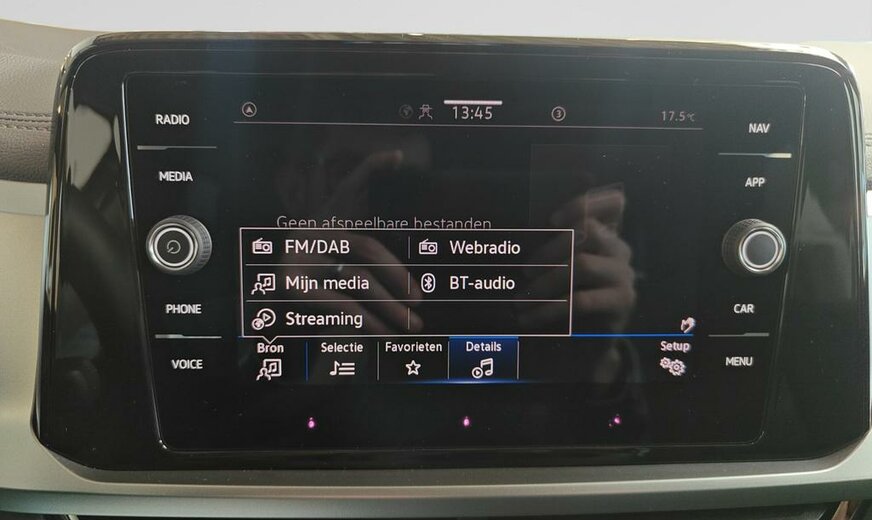 RADIO
MEDIA
PHONE
VOICE
13:45
3
17.5°C
Geen afspeelbare bestanden
FM/DAB
Webradio
Mijn media
BT-audio
Streaming
Bron
Selectie
Favorieten
Details
Setup
NAV
APP
CAR
MENU